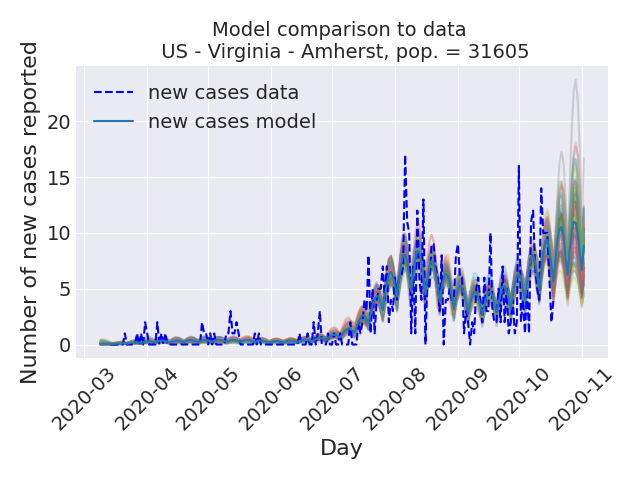 Model comparison to data
US - Virginia - Amherst, pop. = 31605
Number of new cases reported
new cases data
new cases model
20
15
10
5
0
2020-03
2020-04
2020-05
2020-06
2020-07
2020-08
2020-09
2020-10
2020-11
Day